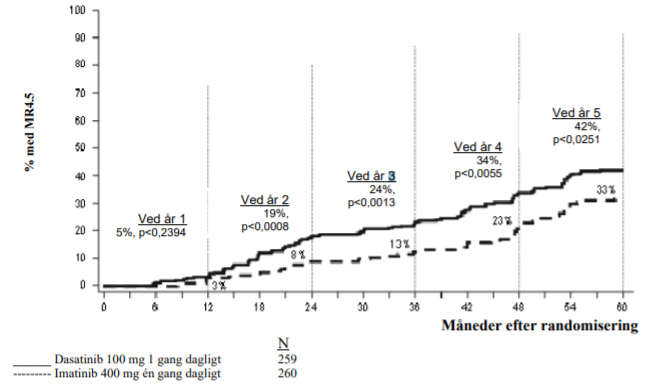 % med MR4.5
100
90
80
70
60
50
40
30
20
10
0
Ved år 1
5%, p<0,2394
Ved år 2
19%,
p<0,0008
Ved år 3
24%,
p<0,0013
Ved år 4
34%,
p<0,0055
Ved år 5
42%,
p<0,0251
3%
8%
13%
23%
33%
0 6 12 18 24 30 36 42 48 54 60
Måneder efter randomisering
N
Dasatinib 100 mg 1 gang dagligt 259
Imatinib 400 mg én gang dagligt 260